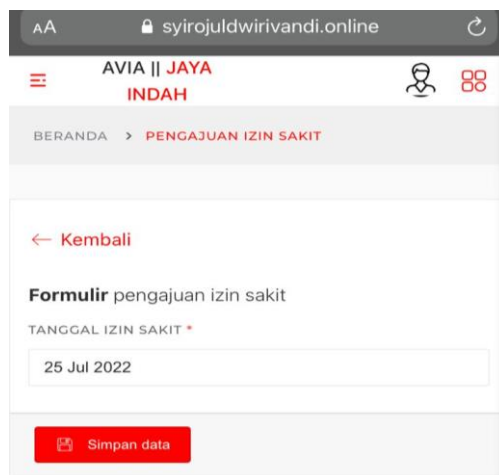 AA syirojuldwirivandi.online
AVIA || JAYA
INDAH
BERANDA > PENGAJUAN IZIN SAKIT
← Kembali
Formulir pengajuan izin sakit
TANGGAL IZIN SAKIT *
25 Jul 2022
Simpan data